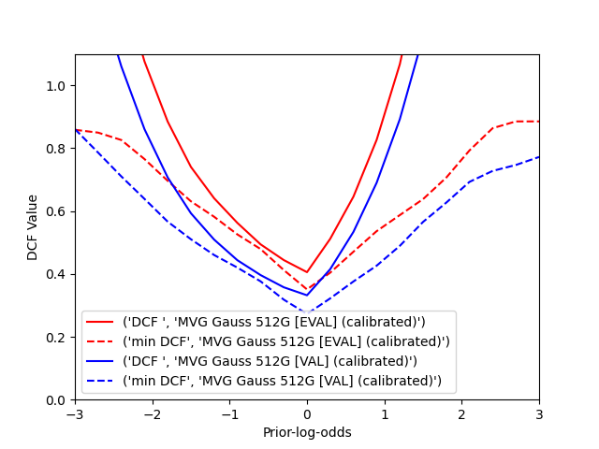 1.0
0.8
0.6
0.4
0.2
0.0
DCF Value
('DCF ', 'MVG Gauss 512G [EVAL] (calibrated)')
('min DCF', 'MVG Gauss 512G [EVAL] (calibrated)')
('DCF ', 'MVG Gauss 512G [VAL] (calibrated)')
('min DCF', 'MVG Gauss 512G [VAL] (calibrated)')
−3 −2 −1 0 1 2 3
Prior-log-odds